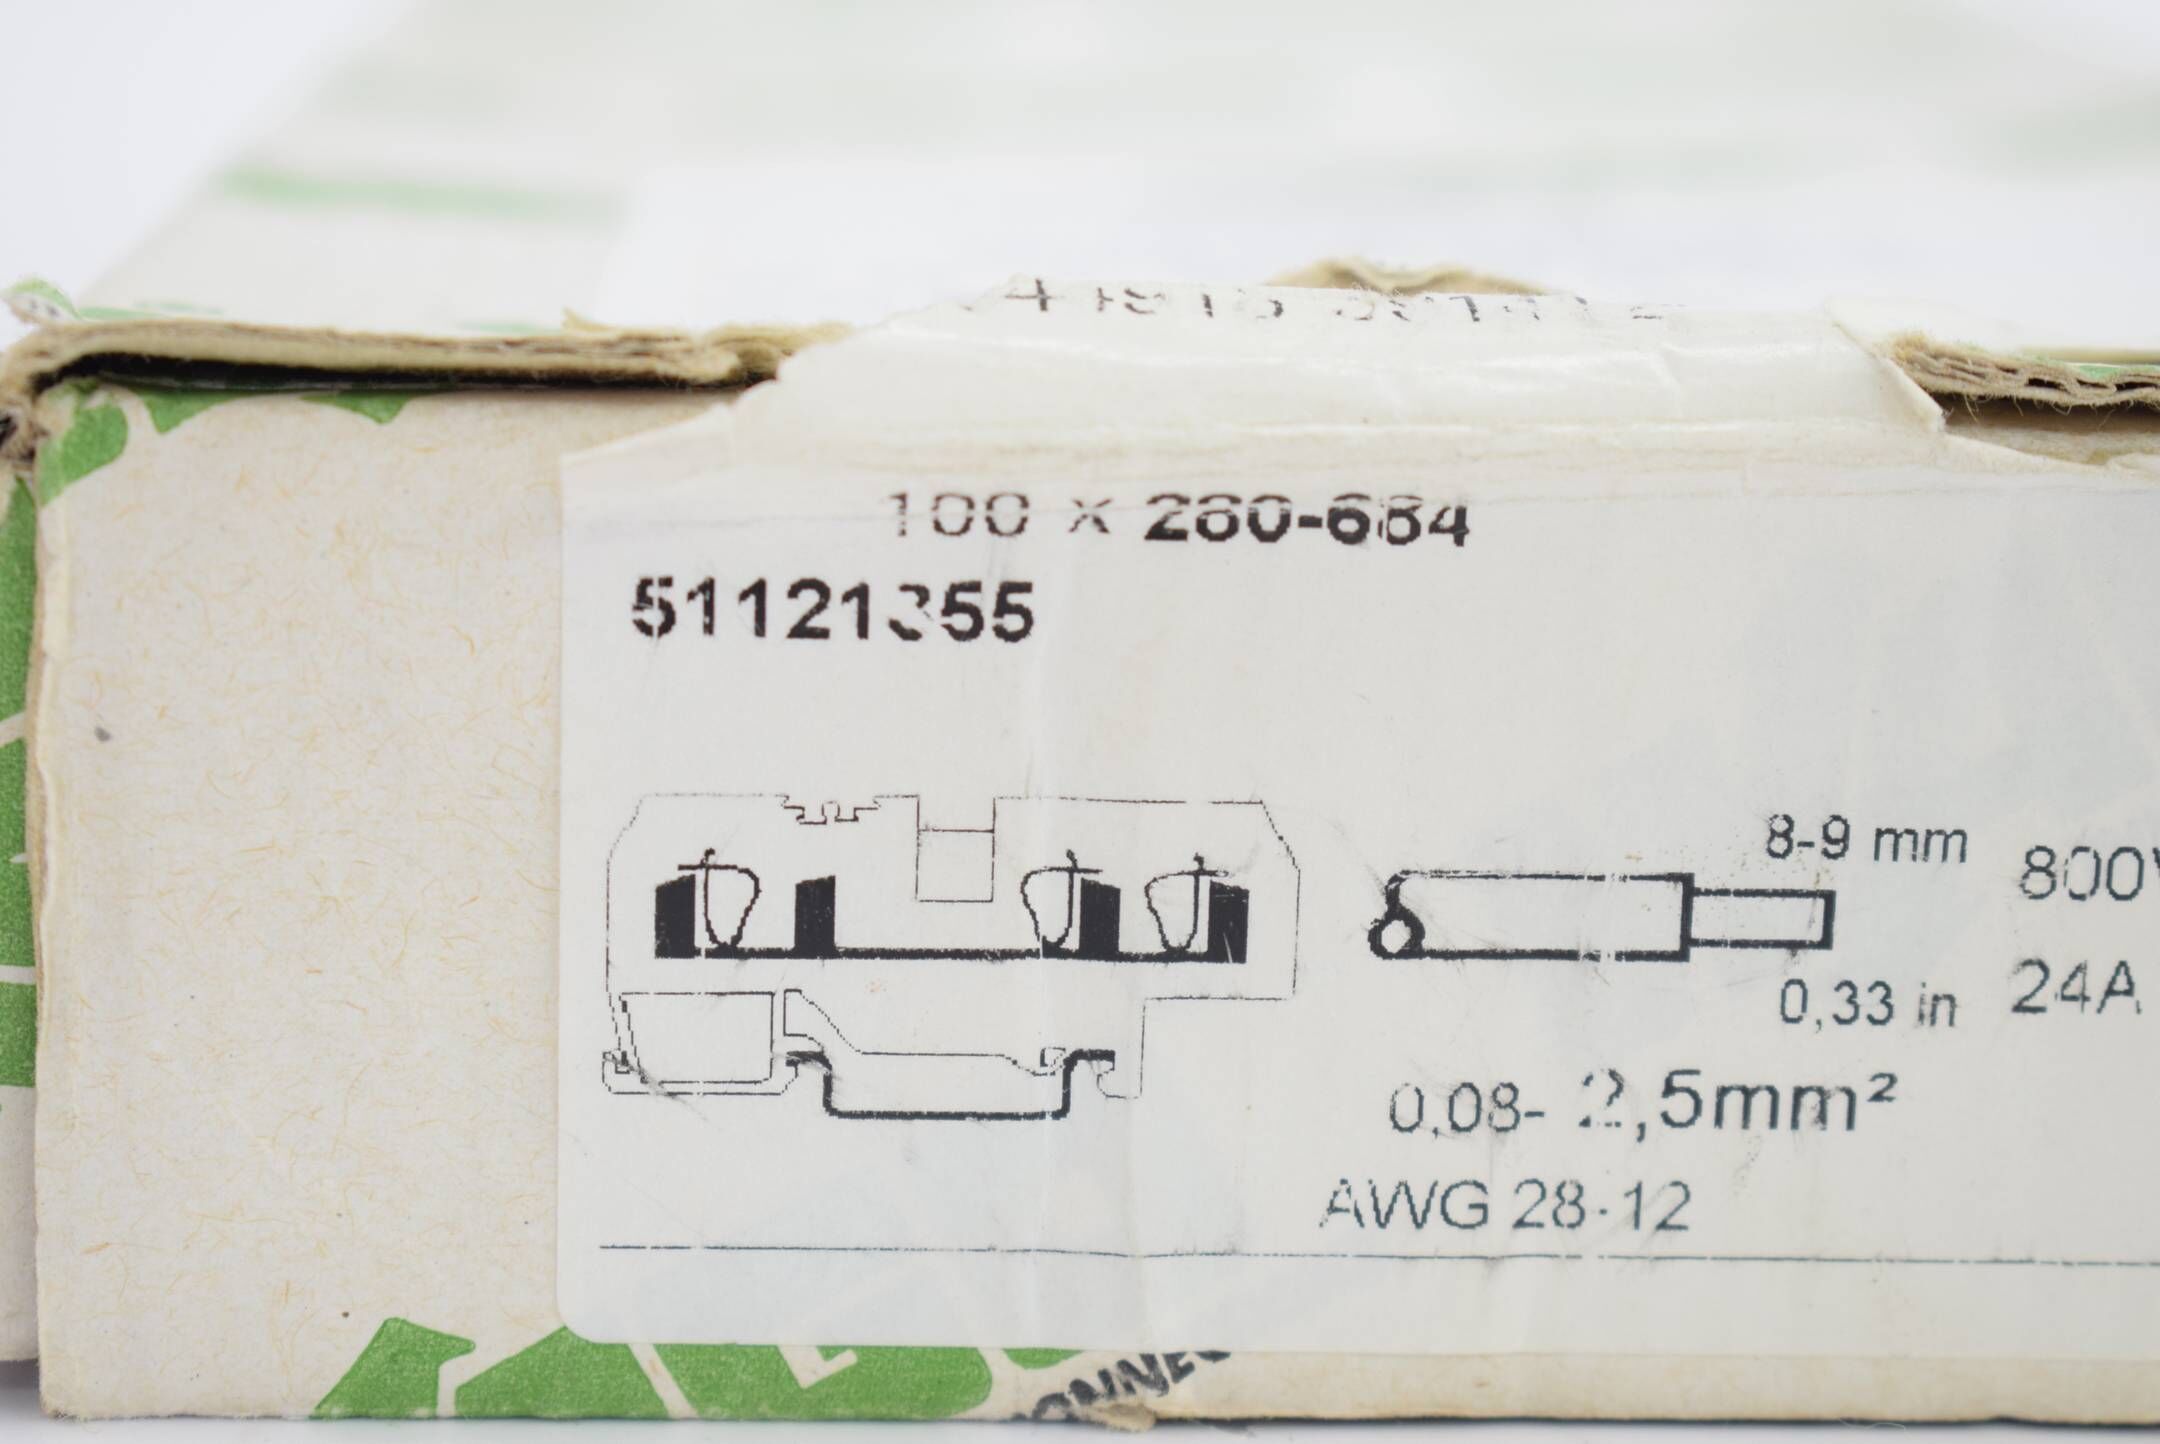 100 x 280-684
51121355
8-9 mm
800V
0,33 in
24A
0,08- 2,5mm²
AWG 28-12